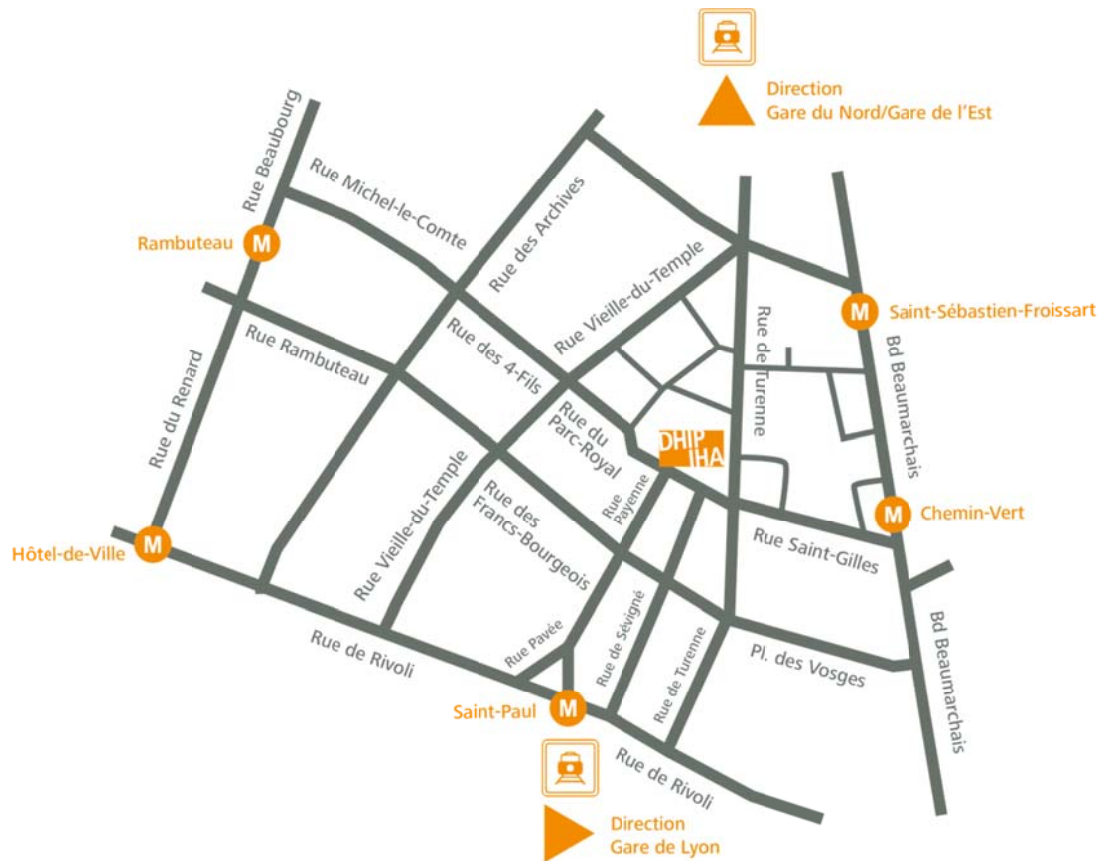 Direction
Gare du Nord/Gare de l'Est
Rue Beaubourg
Rue Michel-le-Comte
Rue des Archives
Rambuteau
M
Rue Vieille-du-Temple
Saint-Sébastien-Froissart
M
Rue Rambuteau
Rue des 4-Fils
Rue de Turenne
Bd Beaumarchais
Rue du Renard
Rue du
Parc-Royal
DHIP
IHA
Rue
Payenne
Chemin-Vert
M
Hôtel-de-Ville
M
Rue Vieille-du-Temple
Rue des
Francs-Bourgeois
Rue Saint-Gilles
Rue de Rivoli
Rue Pavée
Rue de Sévigné
Rue de Turenne
Pl. des Vosges
Bd Beaumarchais
Saint-Paul
M
Rue de Rivoli
Direction
Gare de Lyon